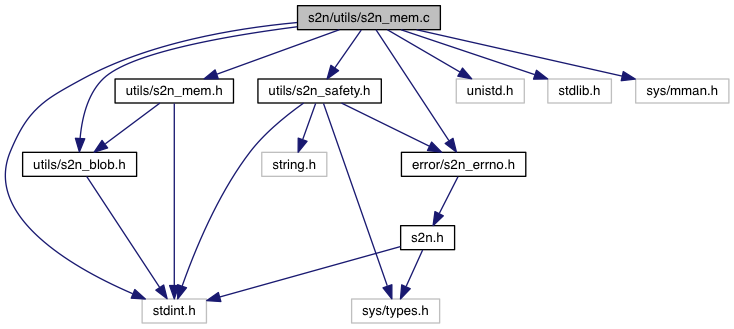 s2n/utils/s2n_mem.c
utils/s2n_mem.h
utils/s2n_safety.h
unistd.h
stdlib.h
sys/mman.h
utils/s2n_blob.h
string.h
error/s2n_errno.h
s2n.h
stdint.h
sys/types.h